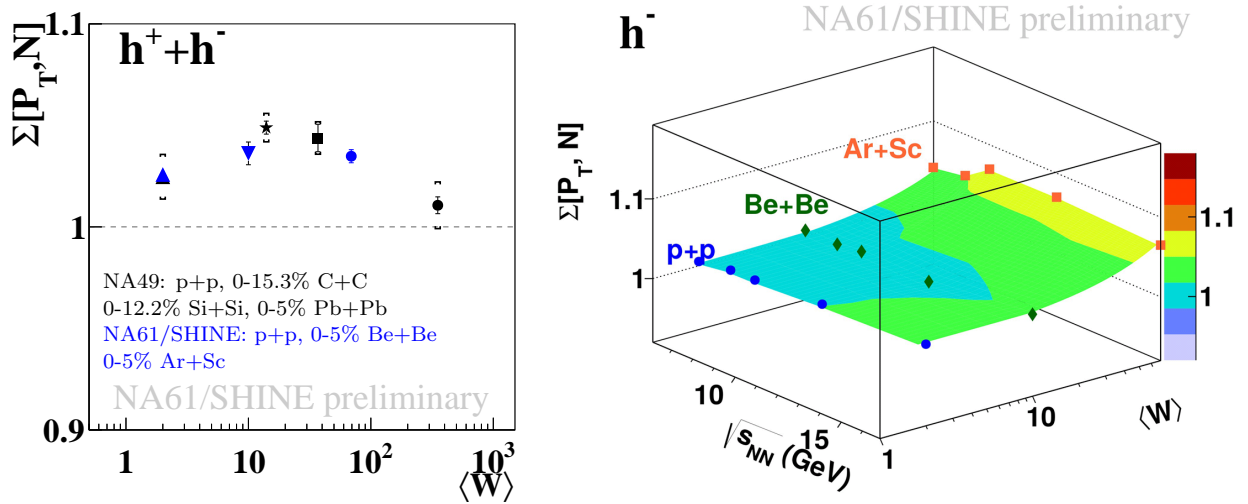 NA61/SHINE preliminary
1.1
h⁺+h⁻
Σ[P_T,N]
1
NA49: p+p, 0-15.3% C+C
0-12.2% Si+Si, 0-5% Pb+Pb
NA61/SHINE: p+p, 0-5% Be+Be
0-5% Ar+Sc
NA61/SHINE preliminary
0.9
1 10 10² 10³
⟨W⟩
h⁻
Σ[P_T, N]
Ar+Sc
Be+Be
p+p
1.1
1
1.1
1
10
15
√s_NN (GeV)
1
10
⟨W⟩